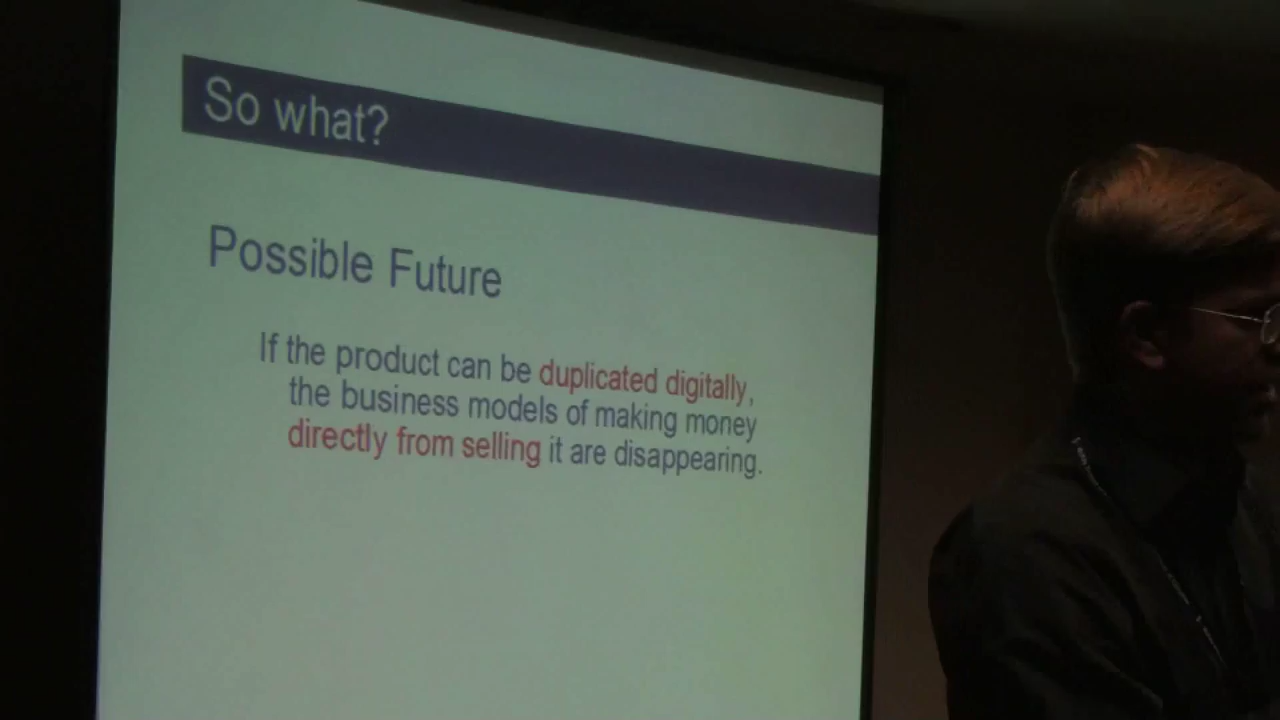 So what?
Possible Future
If the product can be duplicated digitally,
the business models of making money
directly from selling it are disappearing.